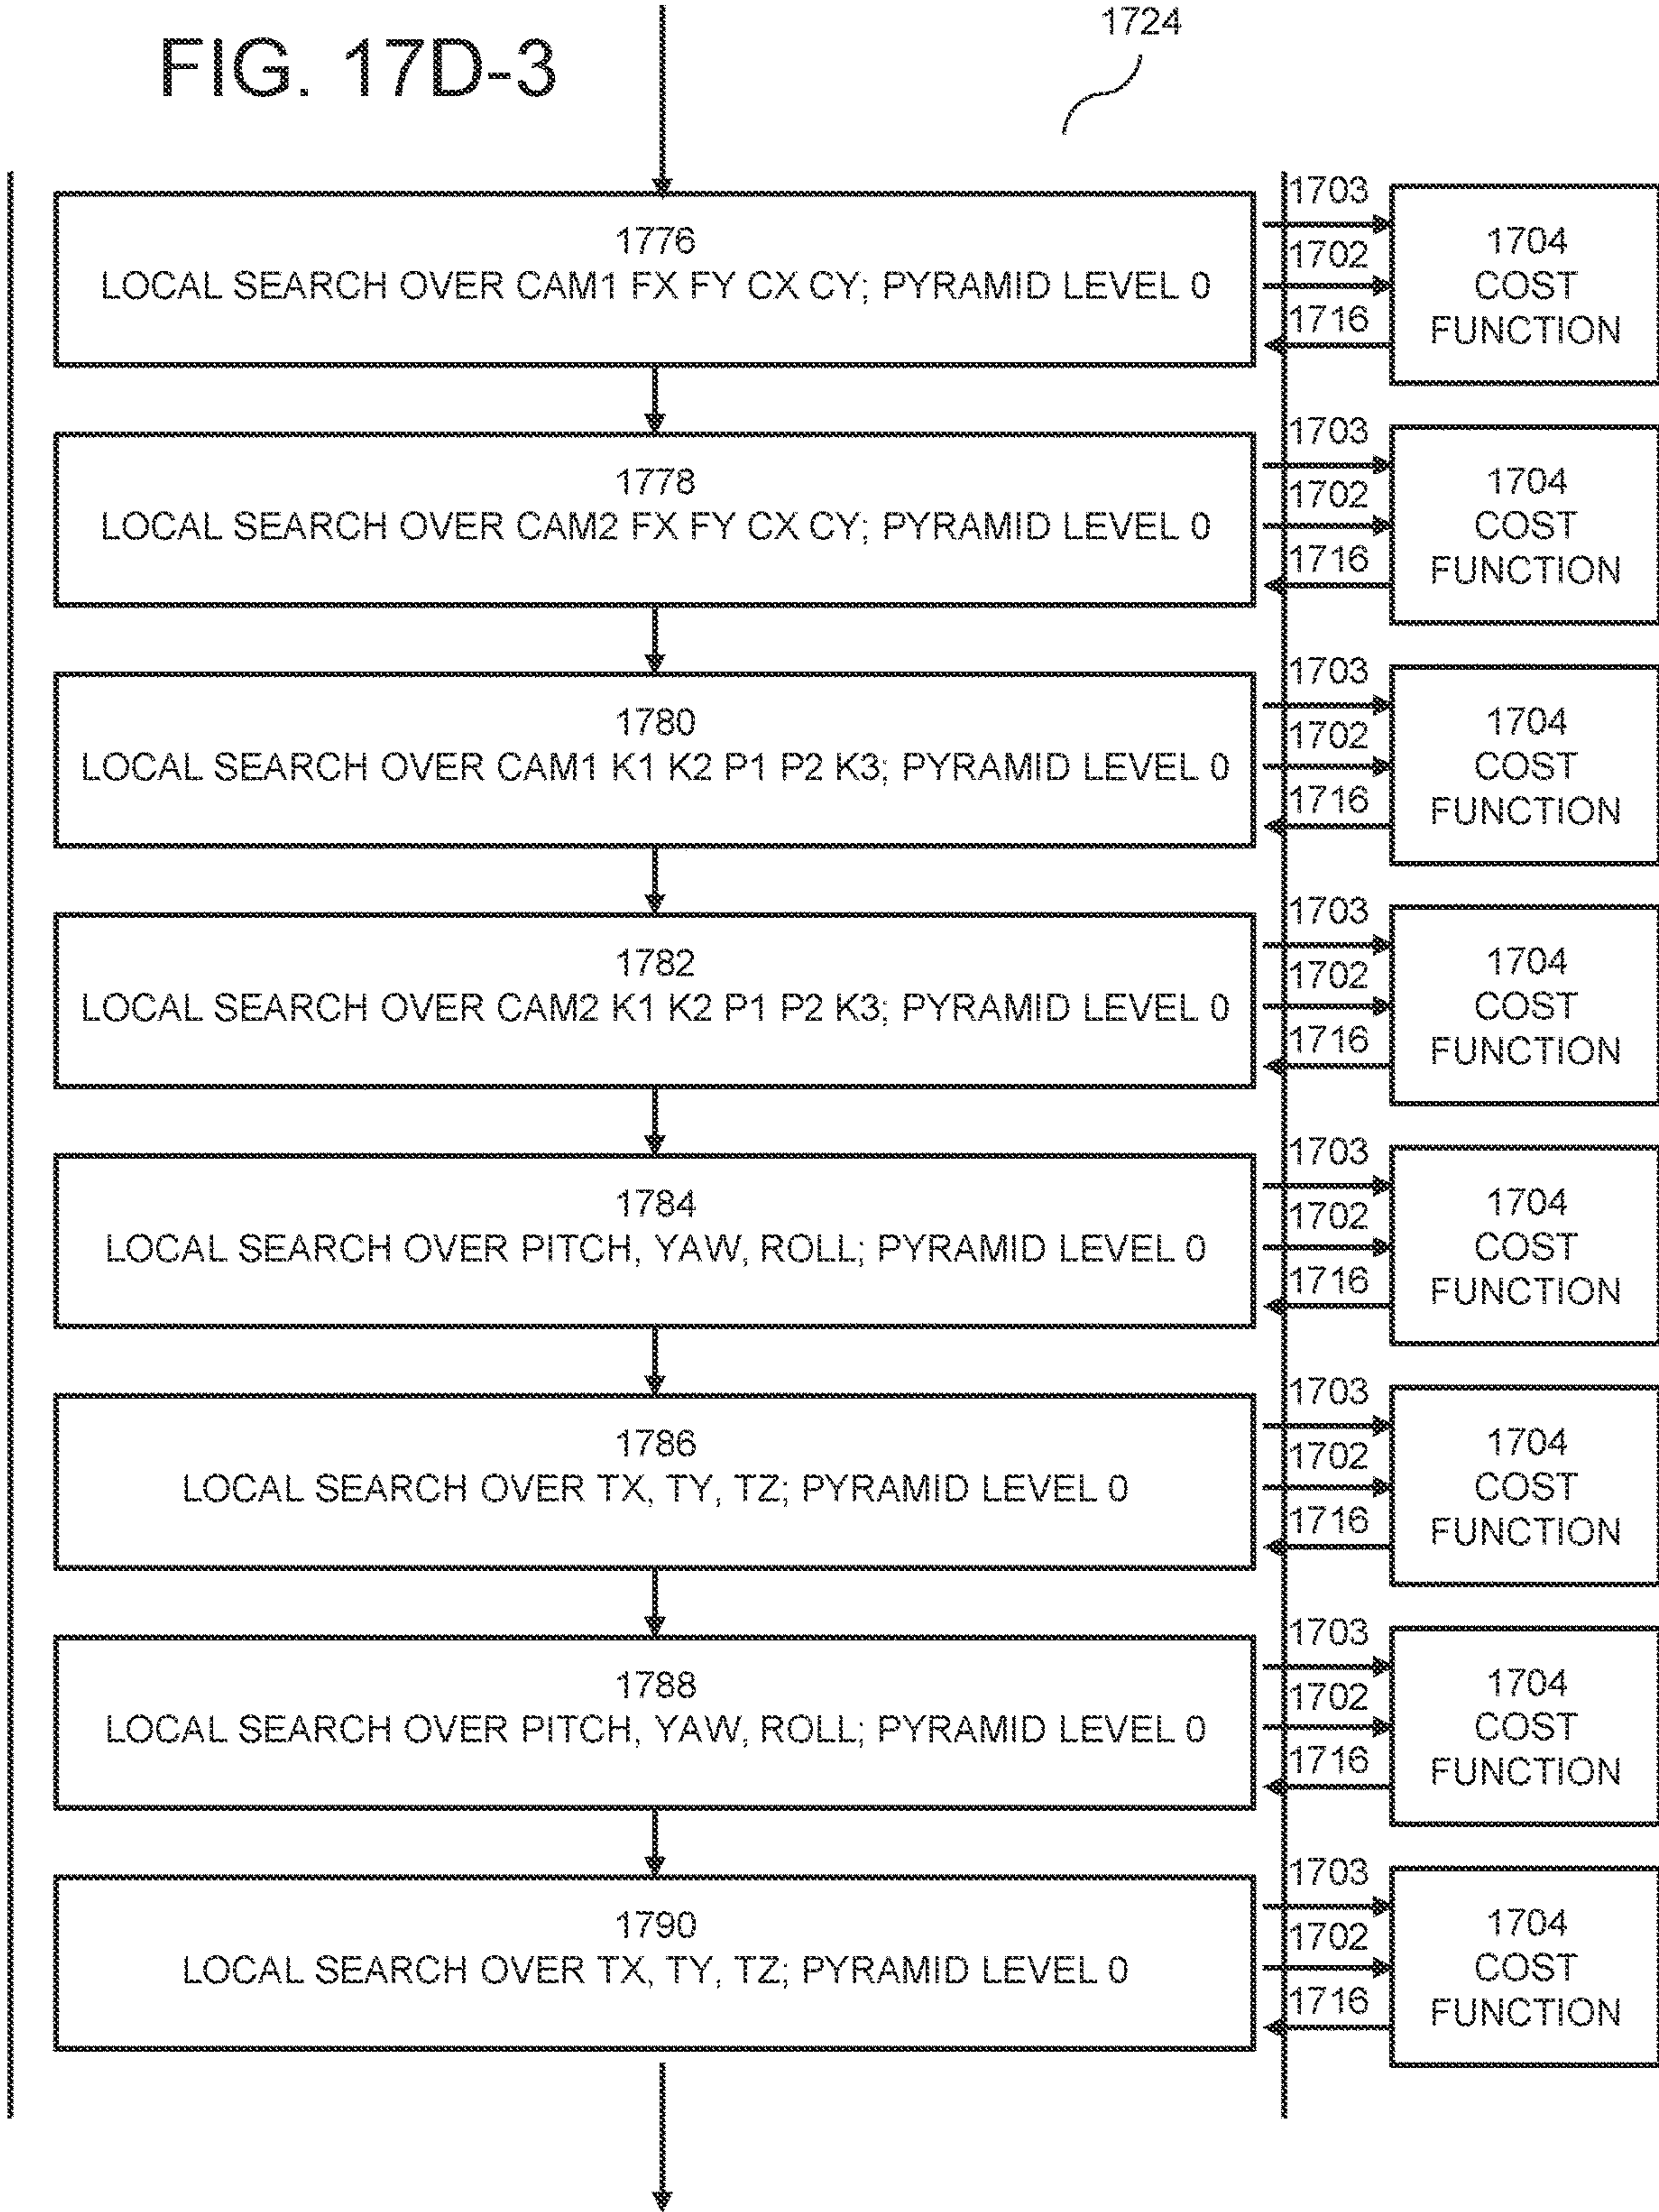 FIG. 17D-3
1724
1776
LOCAL SEARCH OVER CAM1 FX FY CX CY; PYRAMID LEVEL 0
1703
1702
1716
1704
COST
FUNCTION
1778
LOCAL SEARCH OVER CAM2 FX FY CX CY; PYRAMID LEVEL 0
1703
1702
1716
1704
COST
FUNCTION
1780
LOCAL SEARCH OVER CAM1 K1 K2 P1 P2 K3; PYRAMID LEVEL 0
1703
1702
1716
1704
COST
FUNCTION
1782
LOCAL SEARCH OVER CAM2 K1 K2 P1 P2 K3; PYRAMID LEVEL 0
1703
1702
1716
1704
COST
FUNCTION
1784
LOCAL SEARCH OVER PITCH, YAW, ROLL; PYRAMID LEVEL 0
1703
1702
1716
1704
COST
FUNCTION
1786
LOCAL SEARCH OVER TX, TY, TZ; PYRAMID LEVEL 0
1703
1702
1716
1704
COST
FUNCTION
1788
LOCAL SEARCH OVER PITCH, YAW, ROLL; PYRAMID LEVEL 0
1703
1702
1716
1704
COST
FUNCTION
1790
LOCAL SEARCH OVER TX, TY, TZ; PYRAMID LEVEL 0
1703
1702
1716
1704
COST
FUNCTION